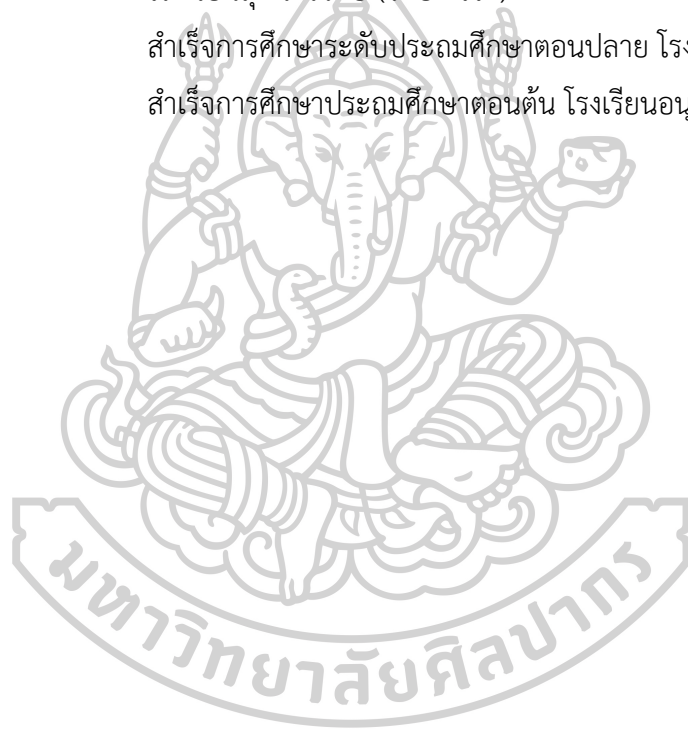 สำเร็จการศึกษาระดับประถมศึกษาตอนปลาย โรง
สำเร็จการศึกษาประถมศึกษาตอนต้น โรงเรียนอนุ
มหาวิทยาลัยศิลปากร